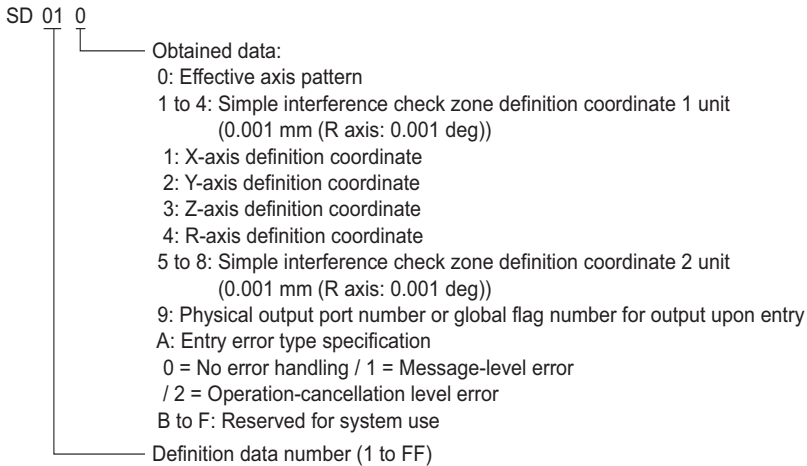 SD 01 0
Obtained data:
0: Effective axis pattern
1 to 4: Simple interference check zone definition coordinate 1 unit
(0.001 mm (R axis: 0.001 deg))
1: X-axis definition coordinate
2: Y-axis definition coordinate
3: Z-axis definition coordinate
4: R-axis definition coordinate
5 to 8: Simple interference check zone definition coordinate 2 unit
(0.001 mm (R axis: 0.001 deg))
9: Physical output port number or global flag number for output upon entry
A: Entry error type specification
0 = No error handling / 1 = Message-level error
/ 2 = Operation-cancellation level error
B to F: Reserved for system use
Definition data number (1 to FF)